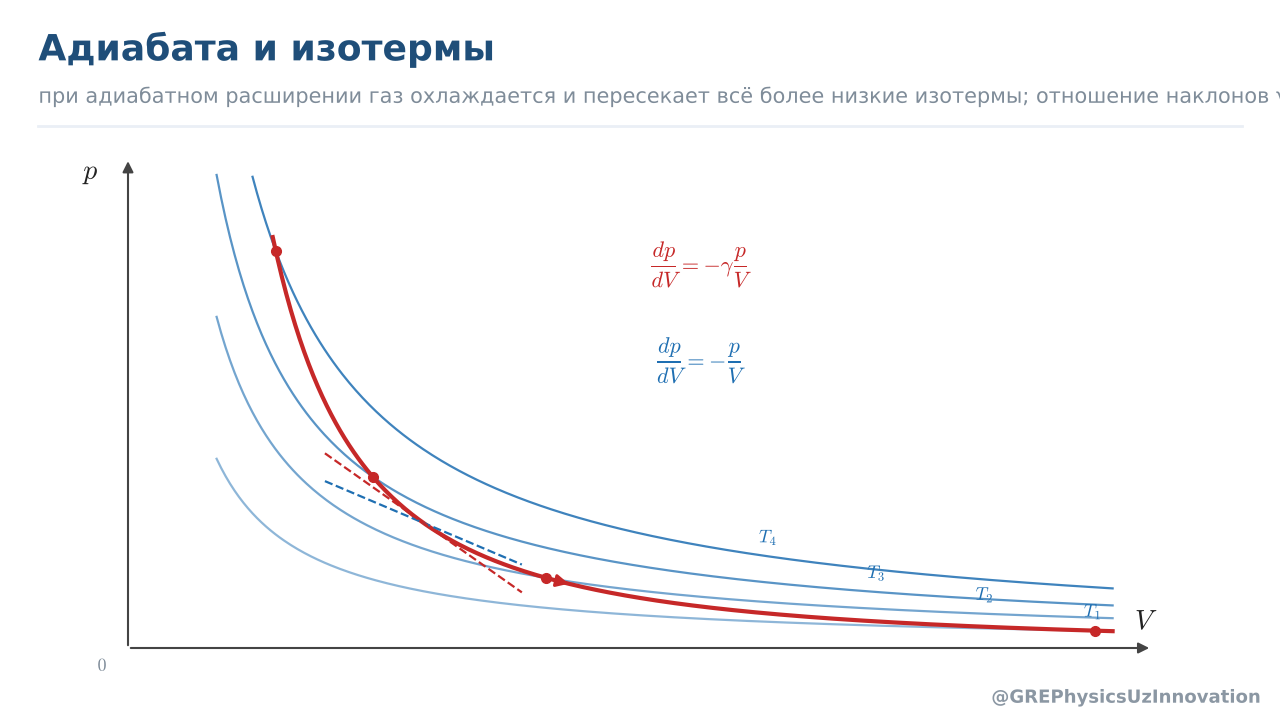 Адиабата и изотермы
при адиабатном расширении газ охлаждается и пересекает всё более низкие изотермы; отношение наклонов
p
dp/dV = −γ p/V
dp/dV = − p/V
T₄
T₃
T₂
T₁
V
0
@GREPhysicsUzInnovation